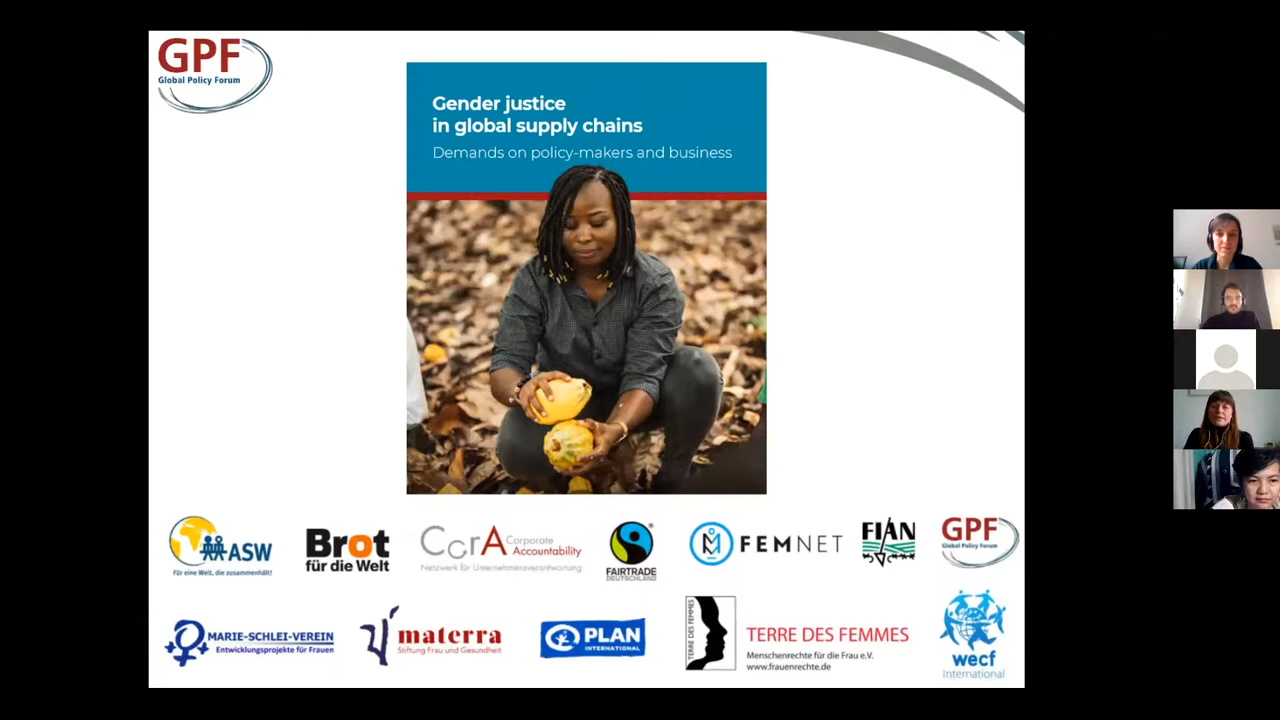 GPF
Global Policy Forum
Gender justice
in global supply chains
Demands on policy-makers and business
ASW
Für eine Welt, die zusammenhält!
Brot
für die Welt
CorA Corporate
Accountability
Netzwerk für Unternehmensverantwortung
FAIRTRADE
DEUTSCHLAND
FEMNET
FIAN
GPF
Global Policy Forum
MARIE-SCHLEI-VEREIN
Entwicklungsprojekte für Frauen
materra
Stiftung Frau und Gesundheit
PLAN
INTERNATIONAL
TERRE DES FEMMES
TERRE DES FEMMES
Menschenrechte für die Frau e.V.
www.frauenrechte.de
wecf
international